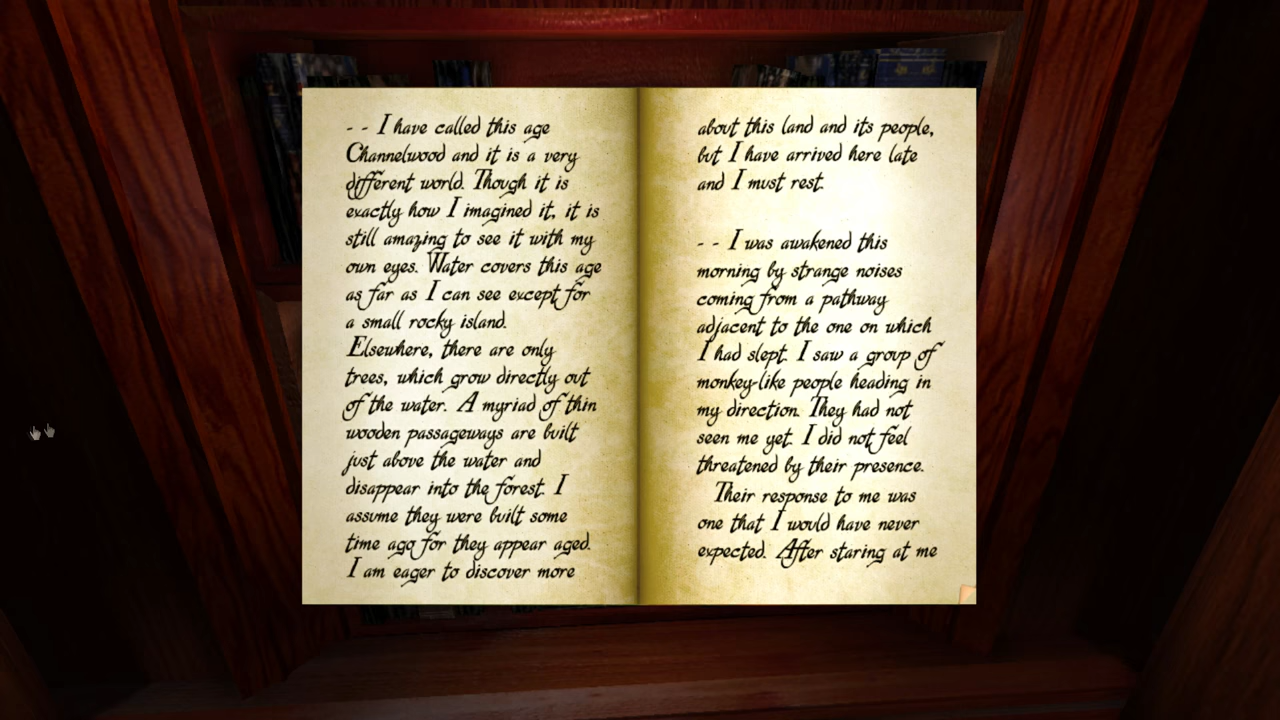 - - I have called this age
Channelwood and it is a very
different world. Though it is
exactly how I imagined it, it is
still amazing to see it with my
own eyes. Water covers this age
as far as I can see except for
a small rocky island.
Elsewhere, there are only
trees, which grow directly out
of the water. A myriad of thin
wooden passageways are built
just above the water and
disappear into the forest. I
assume they were built some
time ago for they appear aged.
I am eager to discover more
about this land and its people,
but I have arrived here late
and I must rest.
- - I was awakened this
morning by strange noises
coming from a pathway
adjacent to the one on which
I had slept. I saw a group of
monkey-like people heading in
my direction. They had not
seen me yet. I did not feel
threatened by their presence.
Their response to me was
one that I would have never
expected. After staring at me